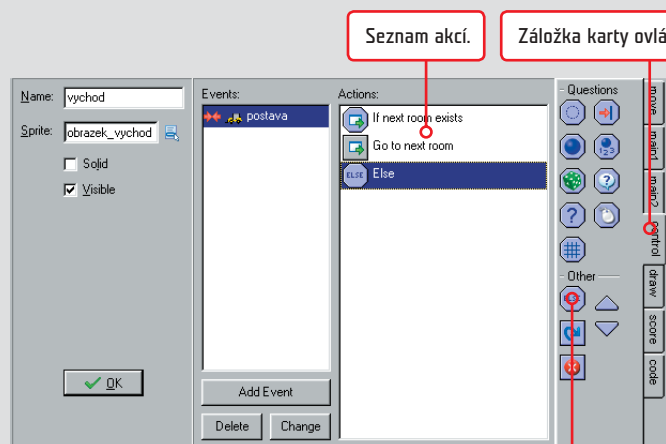 Seznam akcí.
Záložka karty ovlá
Name:
vychod
Sprite:
obrazek_vychod
Solid
Visible
OK
Events:
postava
Add Event
Delete
Change
Actions:
If next room exists
Go to next room
ELSE
Else
Questions
Other
ELSE
move
main1
main2
control
draw
score
code